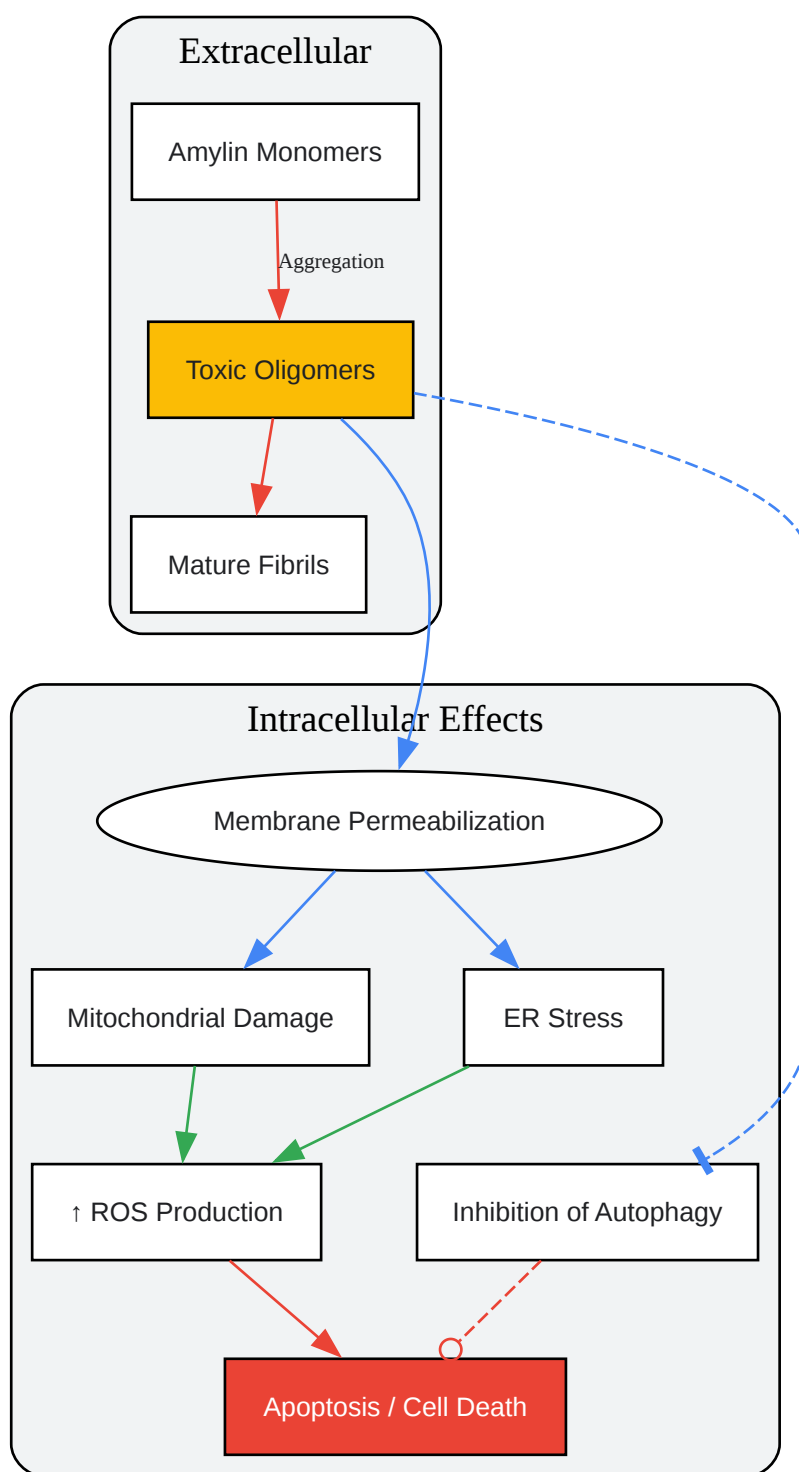 Extracellular
Amylin Monomers
Aggregation
Toxic Oligomers
Mature Fibrils
Intracellular Effects
Membrane Permeabilization
Mitochondrial Damage
ER Stress
↑ ROS Production
Inhibition of Autophagy
Apoptosis / Cell Death